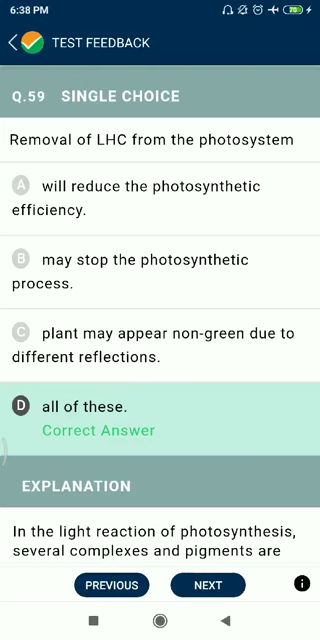 6:38 PM
70
TEST FEEDBACK
Q.59 SINGLE CHOICE
Removal of LHC from the photosystem
A will reduce the photosynthetic
efficiency.
B may stop the photosynthetic
process.
C plant may appear non-green due to
different reflections.
D all of these.
Correct Answer
EXPLANATION
In the light reaction of photosynthesis,
several complexes and pigments are
PREVIOUS NEXT